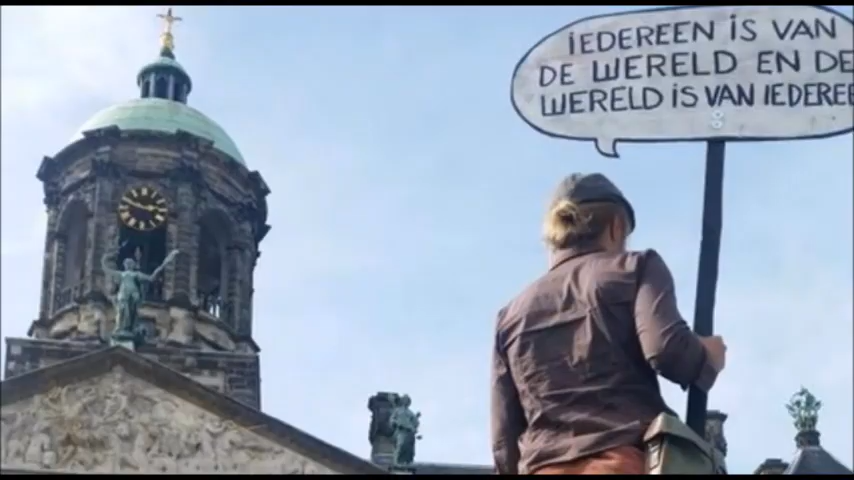 iEDEREEN iS VAN
DE WERELD EN DE
WERELD iS VAN IEDEREE